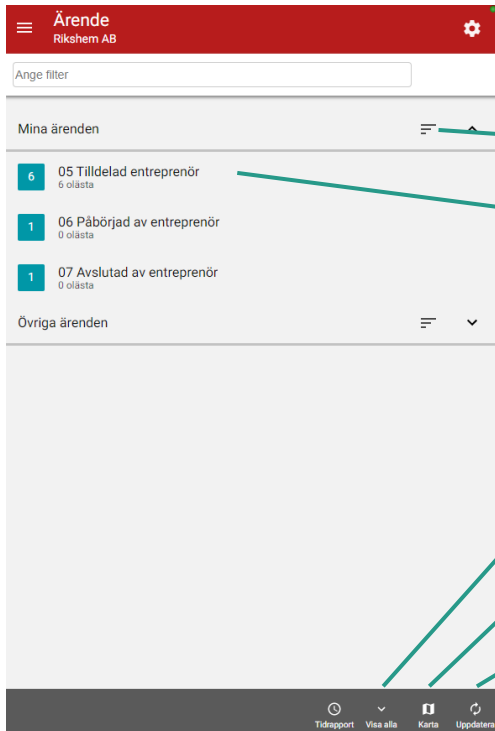 Ärende
Rikshem AB
Ange filter
Mina ärenden
6
05 Tilldelad entreprenör
6 olästa
1
06 Påbörjad av entreprenör
0 olästa
1
07 Avslutad av entreprenör
0 olästa
Övriga ärenden
Tidrapport Visa alla Karta Uppdatera